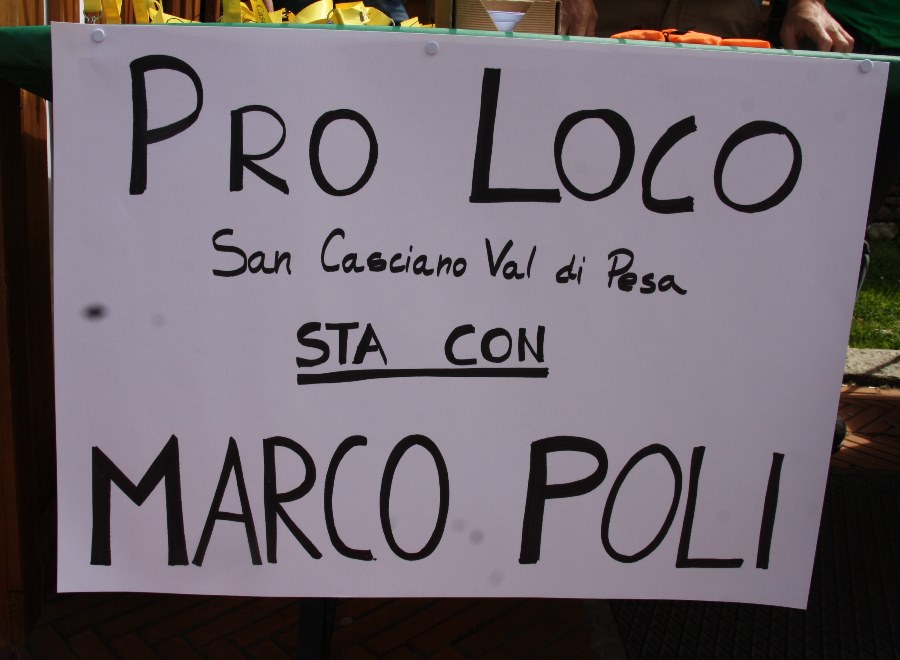 PRO LOCO
San Casciano Val di Pesa
STA CON
MARCO POLI